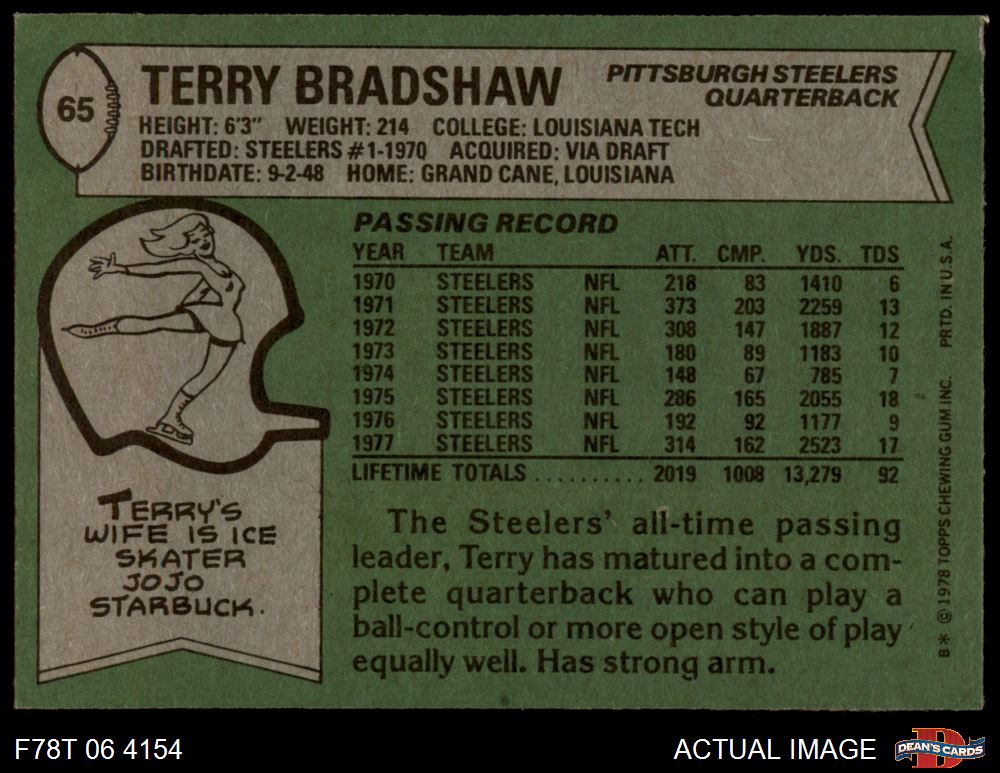 65
TERRY BRADSHAW
PITTSBURGH STEELERS
QUARTERBACK
HEIGHT: 6'3" WEIGHT: 214 COLLEGE: LOUISIANA TECH
DRAFTED: STEELERS #1-1970 ACQUIRED: VIA DRAFT
BIRTHDATE: 9-2-48 HOME: GRAND CANE, LOUISIANA
PASSING RECORD
YEAR TEAM ATT. CMP. YDS. TDS
1970 STEELERS NFL 218 83 1410 6
1971 STEELERS NFL 373 203 2259 13
1972 STEELERS NFL 308 147 1887 12
1973 STEELERS NFL 180 89 1183 10
1974 STEELERS NFL 148 67 785 7
1975 STEELERS NFL 286 165 2055 18
1976 STEELERS NFL 192 92 1177 9
1977 STEELERS NFL 314 162 2523 17
LIFETIME TOTALS .......... 2019 1008 13,279 92
TERRY'S
WIFE IS ICE
SKATER
JOJO
STARBUCK.
The Steelers' all-time passing
leader, Terry has matured into a com-
plete quarterback who can play a
ball-control or more open style of play
equally well. Has strong arm.
B* © 1978 TOPPS CHEWING GUM INC. PRTD. IN U.S.A.
F78T 06 4154
ACTUAL IMAGE
D
DEAN'S CARDS